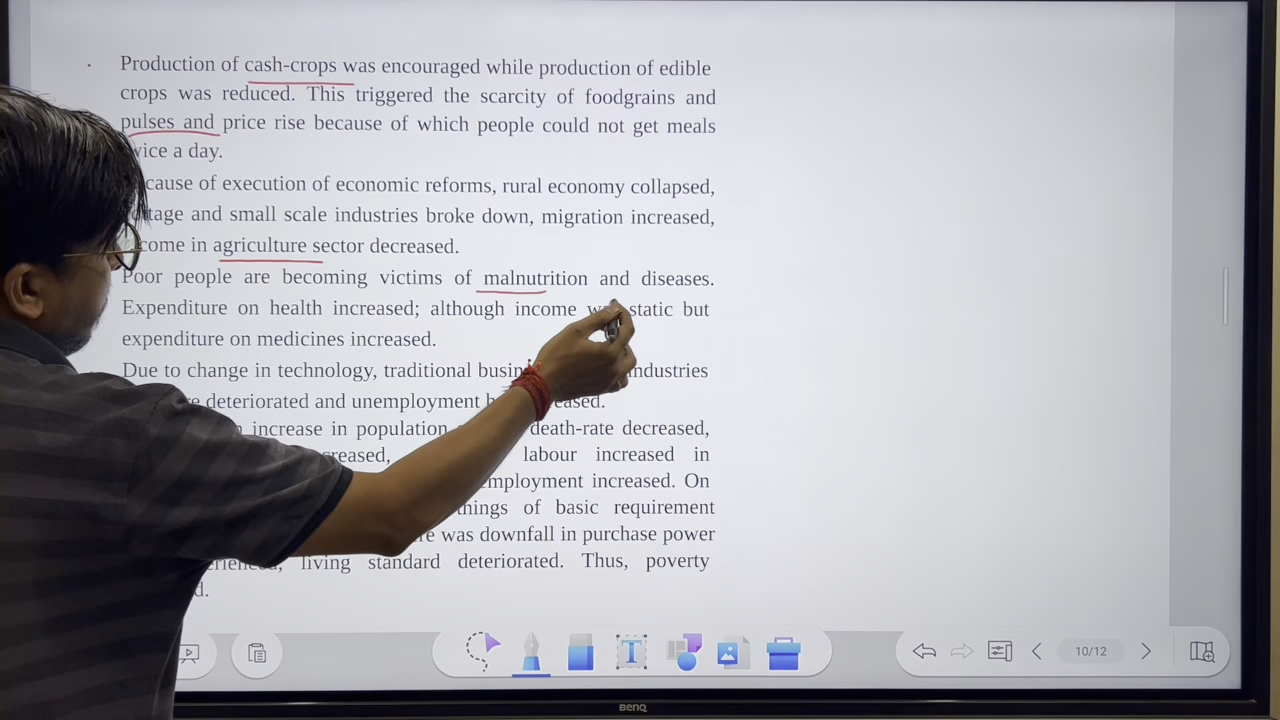 Production of cash-crops was encouraged while production of edible
crops was reduced. This triggered the scarcity of foodgrains and
pulses and price rise because of which people could not get meals
twice a day.
cause of execution of economic reforms, rural economy collapsed,
ttage and small scale industries broke down, migration increased,
come in agriculture sector decreased.
Poor people are becoming victims of malnutrition and diseases.
Expenditure on health increased; although income was static but
expenditure on medicines increased.
Due to change in technology, traditional busin industries
re deteriorated and unemployment h eased.
increase in population death-rate decreased,
creased, labour increased in
mployment increased. On
things of basic requirement
re was downfall in purchase power
erienced, living standard deteriorated. Thus, poverty
d.
T
10/12
BenQ